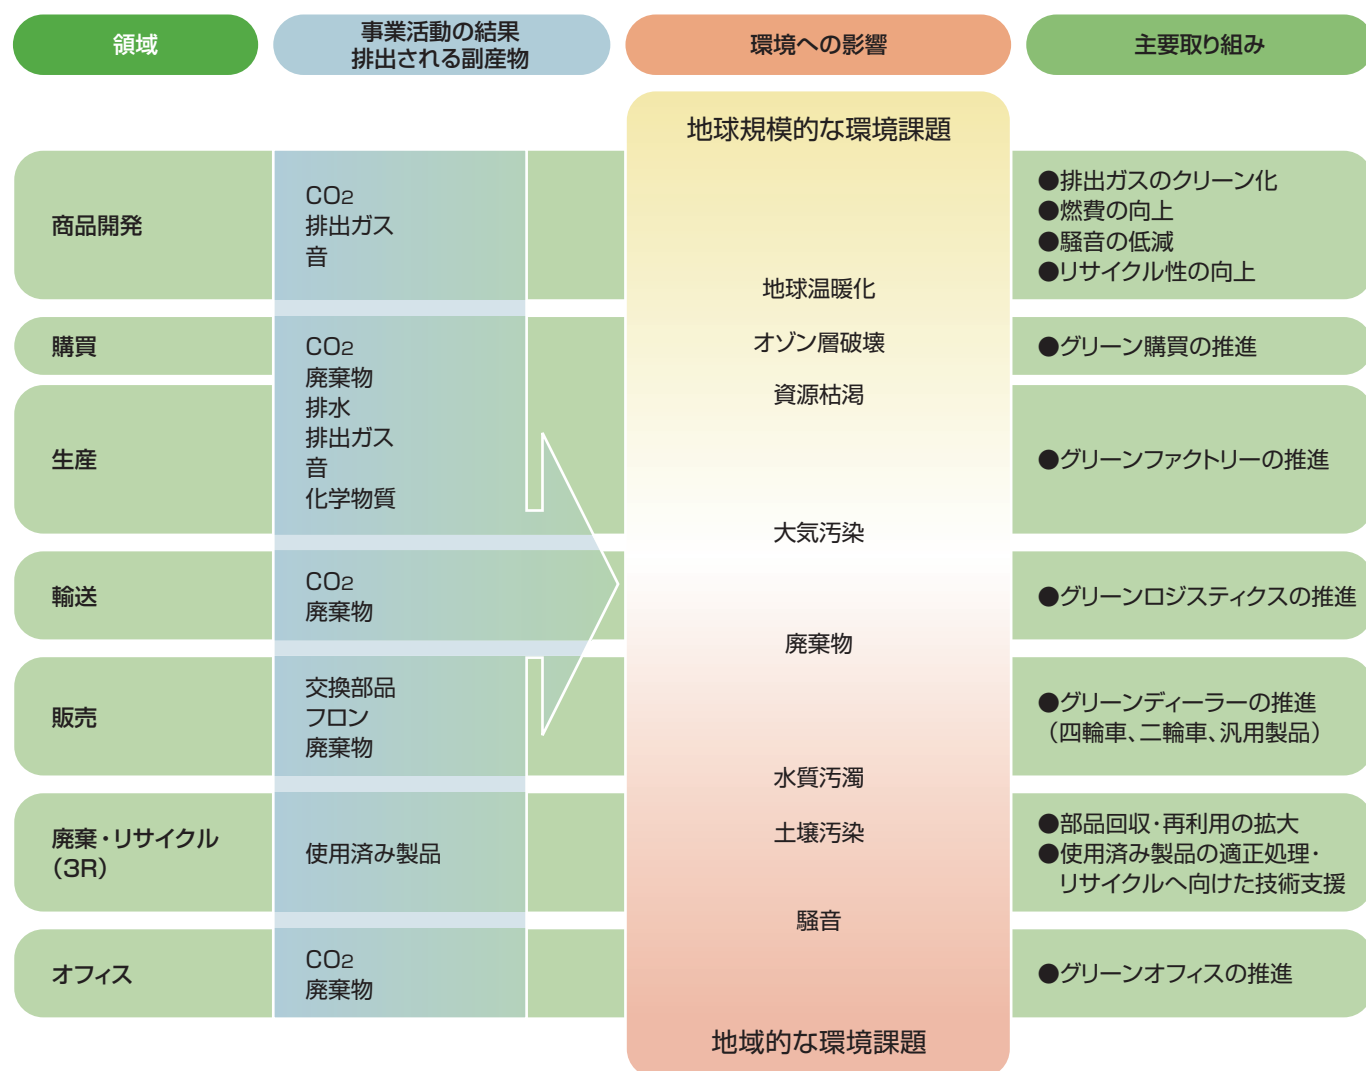 領域
事業活動の結果
排出される副産物
環境への影響
主要取り組み
地球規模的な環境課題
商品開発
CO2
排出ガス
音
●排出ガスのクリーン化
●燃費の向上
●騒音の低減
●リサイクル性の向上
地球温暖化
購買
CO2
廃棄物
排水
排出ガス
音
化学物質
オゾン層破壊
●グリーン購買の推進
資源枯渇
生産
●グリーンファクトリーの推進
大気汚染
輸送
CO2
廃棄物
●グリーンロジスティクスの推進
廃棄物
販売
交換部品
フロン
廃棄物
●グリーンディーラーの推進
（四輪車、二輪車、汎用製品）
水質汚濁
廃棄・リサイクル
（3R）
使用済み製品
土壌汚染
●部品回収・再利用の拡大
●使用済み製品の適正処理・
リサイクルへ向けた技術支援
騒音
オフィス
CO2
廃棄物
●グリーンオフィスの推進
地域的な環境課題